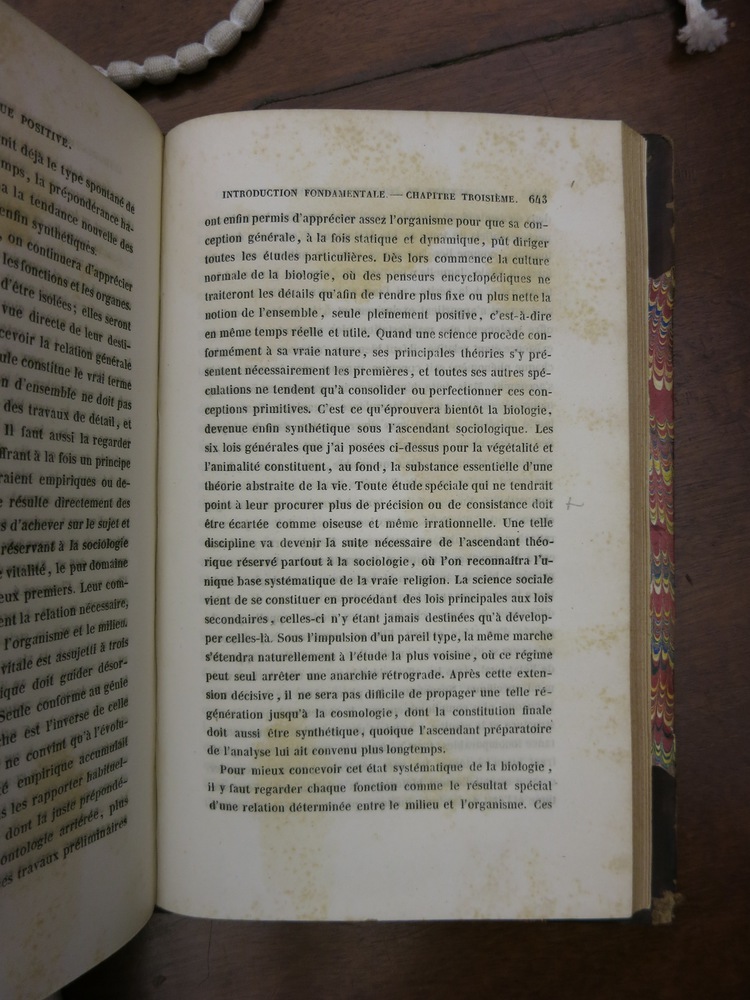 UE POSITIVE.
nit déjà le type spontané de
mps, la prépondérance ha-
a la tendance nouvelle des
enfin synthétiques.
, on continuera d'apprécier
les fonctions et les organes.
d'être isolées; elles seront
vue directe de leur desti-
cevoir la relation générale
ule constitue le vrai terme
n d'ensemble ne doit pas
des travaux de détail, et
Il faut aussi la regarder
ffrant à la fois un principe
raient empiriques ou de-
e résulte directement des
s d'achever sur le sujet et
réservant à la sociologie
vitalité, le pur domaine
eux premiers. Leur com-
ent la relation nécessaire,
l'organisme et le milieu.
vitale est assujetti à trois
ique doit guider désor-
Seule conforme au génie
he est l'inverse de celle
ne convint qu'à l'évolu-
é empirique accumulait
s les rapporter habituel-
dont la juste prépondé-
ontologie arriérée, plus
es travaux préliminaires
INTRODUCTION FONDAMENTALE. — CHAPITRE TROISIÈME. 643
ont enfin permis d'apprécier assez l'organisme pour que sa con-
ception générale, à la fois statique et dynamique, pût diriger
toutes les études particulières. Dès lors commence la culture
normale de la biologie, où des penseurs encyclopédiques ne
traiteront les détails qu'afin de rendre plus fixe ou plus nette la
notion de l'ensemble, seule pleinement positive, c'est-à-dire
en même temps réelle et utile. Quand une science procède con-
formément à sa vraie nature, ses principales théories s'y pré-
sentent nécessairement les premières, et toutes ses autres spé-
culations ne tendent qu'à consolider ou perfectionner ces con-
ceptions primitives. C'est ce qu'éprouvera bientôt la biologie,
devenue enfin synthétique sous l'ascendant sociologique. Les
six lois générales que j'ai posées ci-dessus pour la végétalité et
l'animalité constituent, au fond, la substance essentielle d'une
théorie abstraite de la vie. Toute étude spéciale qui ne tendrait
point à leur procurer plus de précision ou de consistance doit
être écartée comme oiseuse et même irrationnelle. Une telle
discipline va devenir la suite nécessaire de l'ascendant théo-
rique réservé partout à la sociologie, où l'on reconnaîtra l'u-
nique base systématique de la vraie religion. La science sociale
vient de se constituer en procédant des lois principales aux lois
secondaires, celles-ci n'y étant jamais destinées qu'à dévelop-
per celles-là. Sous l'impulsion d'un pareil type, la même marche
s'étendra naturellement à l'étude la plus voisine, où ce régime
peut seul arrêter une anarchie rétrograde. Après cette exten-
sion décisive, il ne sera pas difficile de propager une telle ré-
génération jusqu'à la cosmologie, dont la constitution finale
doit aussi être synthétique, quoique l'ascendant préparatoire
de l'analyse lui ait convenu plus longtemps.
Pour mieux concevoir cet état systématique de la biologie,
il y faut regarder chaque fonction comme le résultat spécial
d'une relation déterminée entre le milieu et l'organisme. Ces